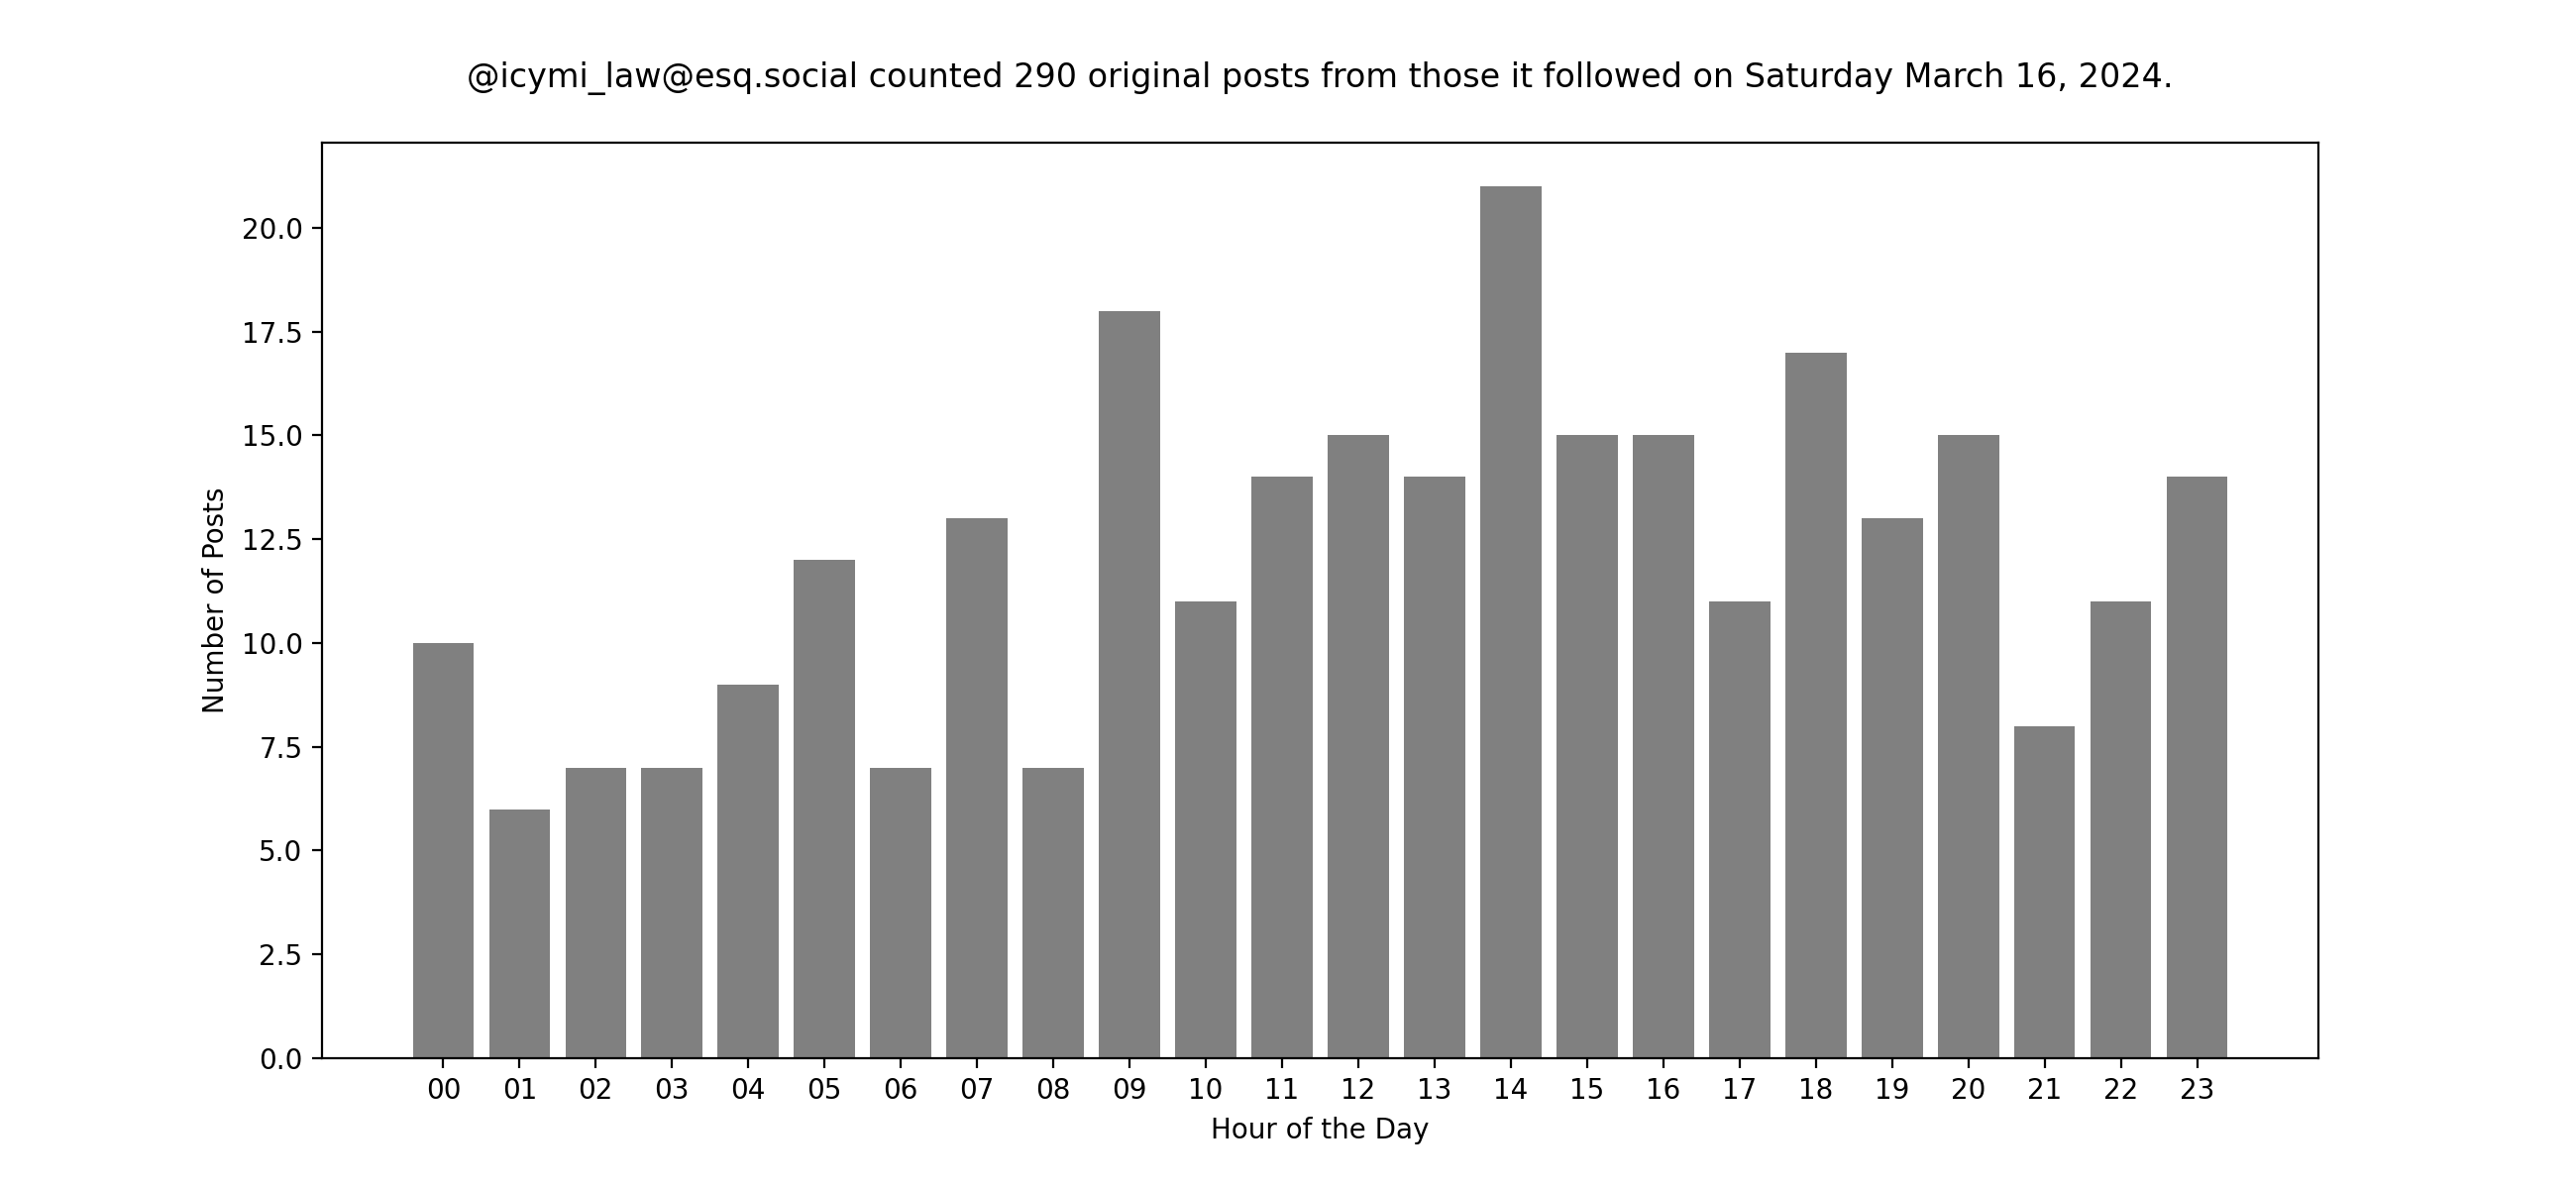 @icymi_law@esq.social counted 290 original posts from those it followed on Saturday March 16, 2024.
Number of Posts
20.0
17.5
15.0
12.5
10.0
7.5
5.0
2.5
0.0
00 01 02 03 04 05 06 07 08 09 10 11 12 13 14 15 16 17 18 19 20 21 22 23
Hour of the Day